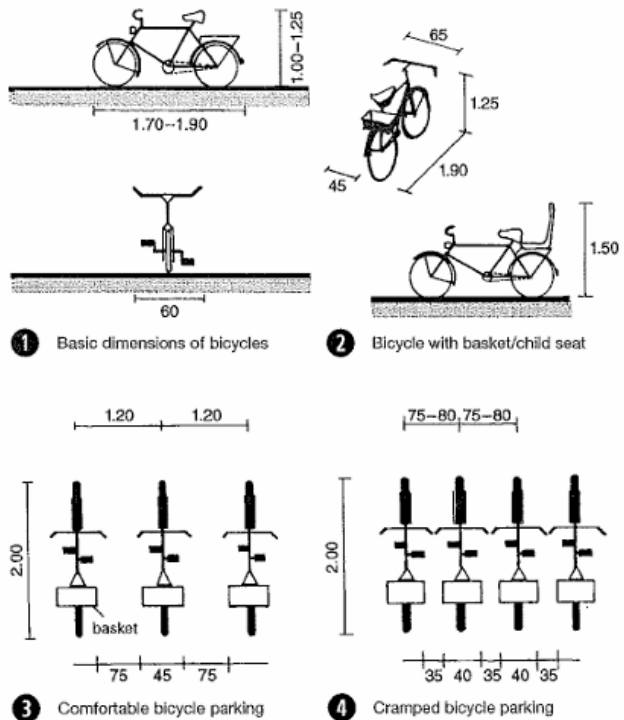 1.00–1.25
1.70–1.90
60
1 Basic dimensions of bicycles
65
1.25
1.90
45
1.50
2 Bicycle with basket/child seat
1.20 1.20
2.00
basket
75 45 75
3 Comfortable bicycle parking
75–80 75–80
2.00
35 40 35 40 35
4 Cramped bicycle parking